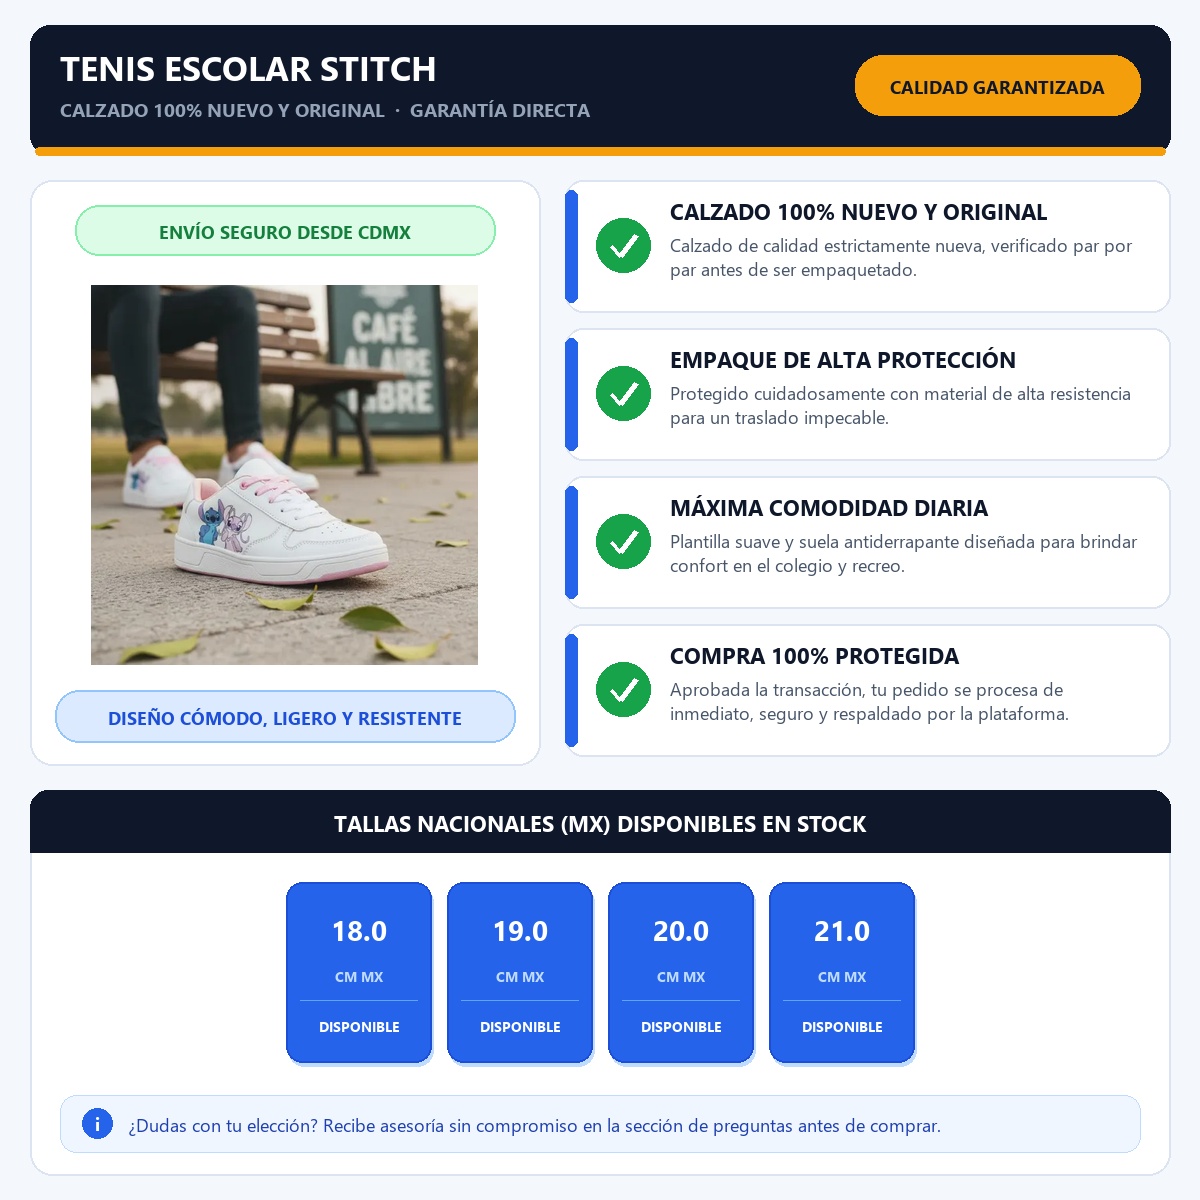 TENIS ESCOLAR STITCH
CALZADO 100% NUEVO Y ORIGINAL · GARANTÍA DIRECTA
CALIDAD GARANTIZADA
ENVÍO SEGURO DESDE CDMX
CAFÉ
AL AIRE
LIBRE
DISEÑO CÓMODO, LIGERO Y RESISTENTE
CALZADO 100% NUEVO Y ORIGINAL
Calzado de calidad estrictamente nueva, verificado par por
par antes de ser empaquetado.
EMPAQUE DE ALTA PROTECCIÓN
Protegido cuidadosamente con material de alta resistencia
para un traslado impecable.
MÁXIMA COMODIDAD DIARIA
Plantilla suave y suela antiderrapante diseñada para brindar
confort en el colegio y recreo.
COMPRA 100% PROTEGIDA
Aprobada la transacción, tu pedido se procesa de
inmediato, seguro y respaldado por la plataforma.
TALLAS NACIONALES (MX) DISPONIBLES EN STOCK
18.0
CM MX
DISPONIBLE
19.0
CM MX
DISPONIBLE
20.0
CM MX
DISPONIBLE
21.0
CM MX
DISPONIBLE
¿Dudas con tu elección? Recibe asesoría sin compromiso en la sección de preguntas antes de comprar.